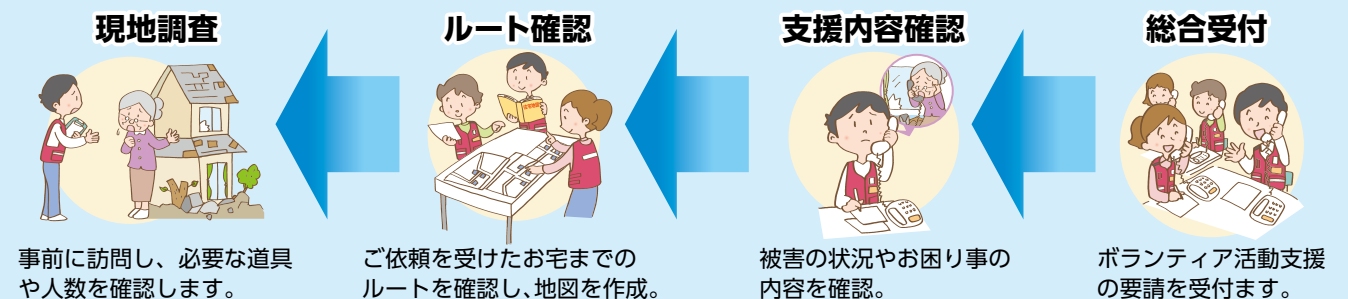 総合受付
ボランティア活動支援
の要請を受付ます。
支援内容確認
被害の状況やお困り事の
内容を確認。
ルート確認
ご依頼を受けたお宅までの
ルートを確認し、地図を作成。
現地調査
事前に訪問し、必要な道具
や人数を確認します。